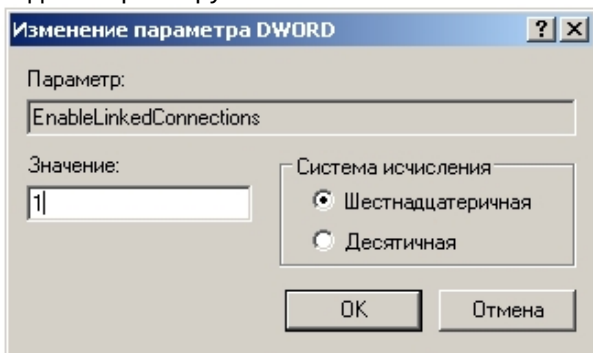 Изменение параметра DWORD
Параметр:
EnableLinkedConnections
Значение:
1
Система исчисления
Шестнадцатеричная
Десятичная
OK
Отмена